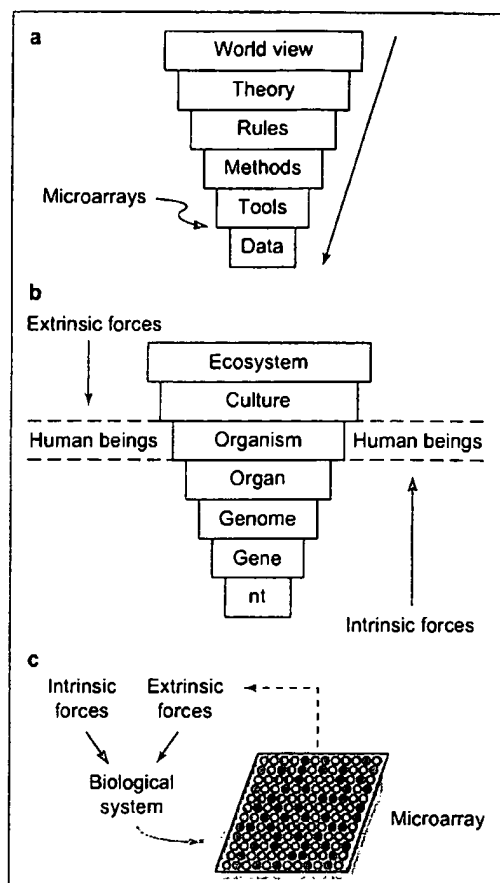 a
World view
Theory
Rules
Methods
Microarrays
Tools
Data
b
Extrinsic forces
Ecosystem
Culture
Human beings Organism Human beings
Organ
Genome
Gene
nt
Intrinsic forces
c
Intrinsic forces
Extrinsic forces
Biological system
Microarray